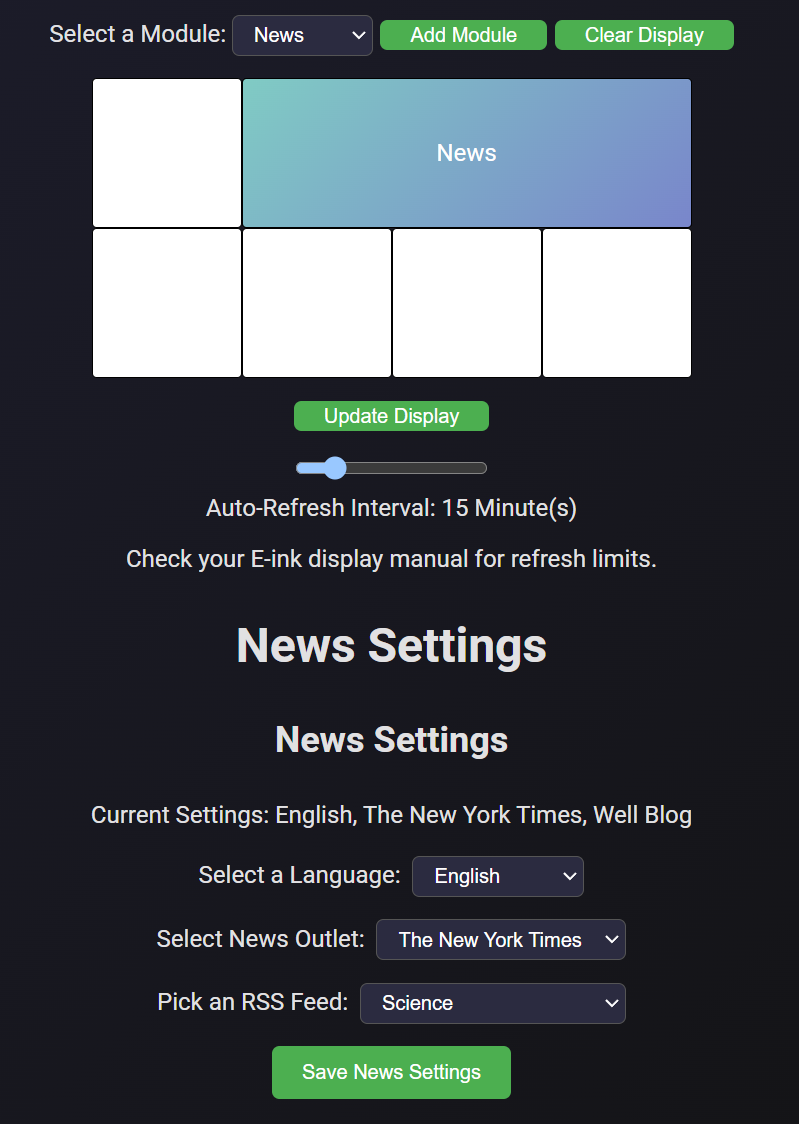 Select a Module: News Add Module Clear Display
News
Update Display
Auto-Refresh Interval: 15 Minute(s)
Check your E-ink display manual for refresh limits.
News Settings
News Settings
Current Settings: English, The New York Times, Well Blog
Select a Language: English
Select News Outlet: The New York Times
Pick an RSS Feed: Science
Save News Settings